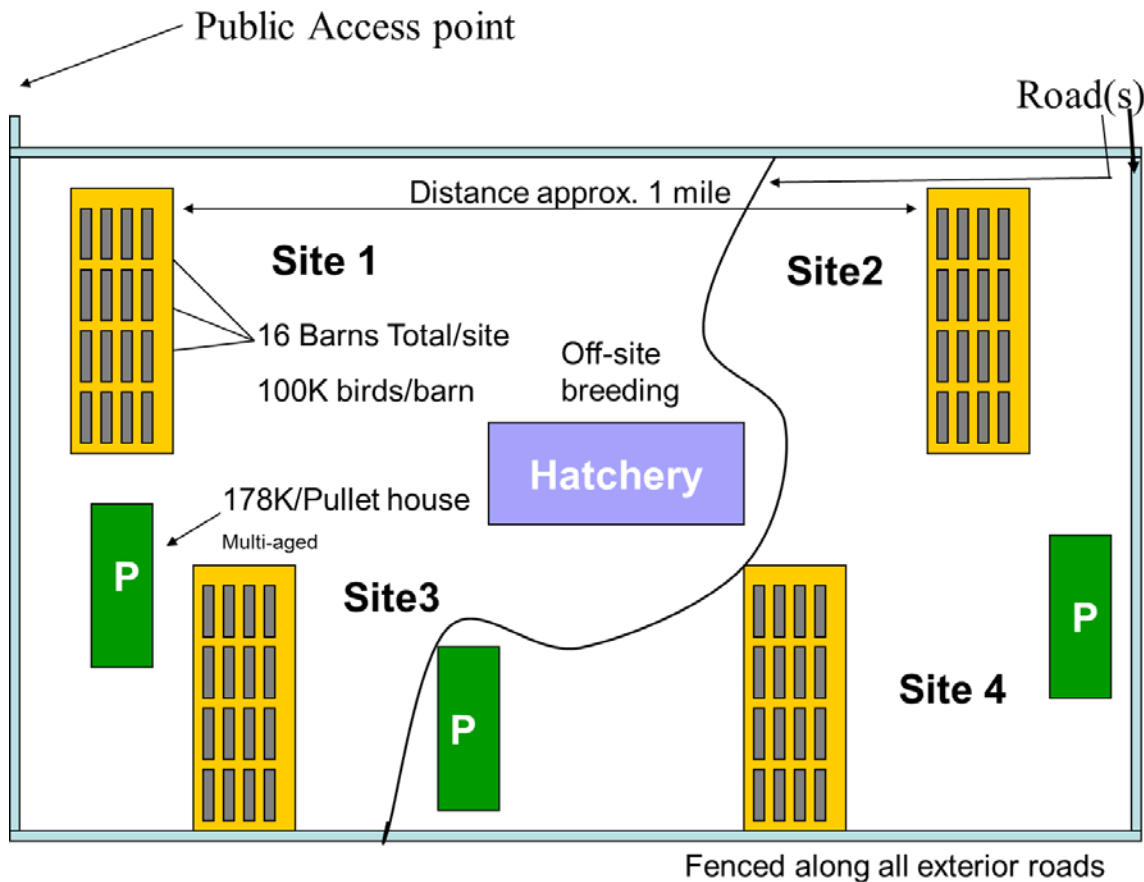 Public Access point
Road(s)
Distance approx. 1 mile
Site 1
Site2
16 Barns Total/site
100K birds/barn
Off-site
breeding
Hatchery
178K/Pullet house
Multi-aged
P
Site3
P
Site 4
P
Fenced along all exterior roads